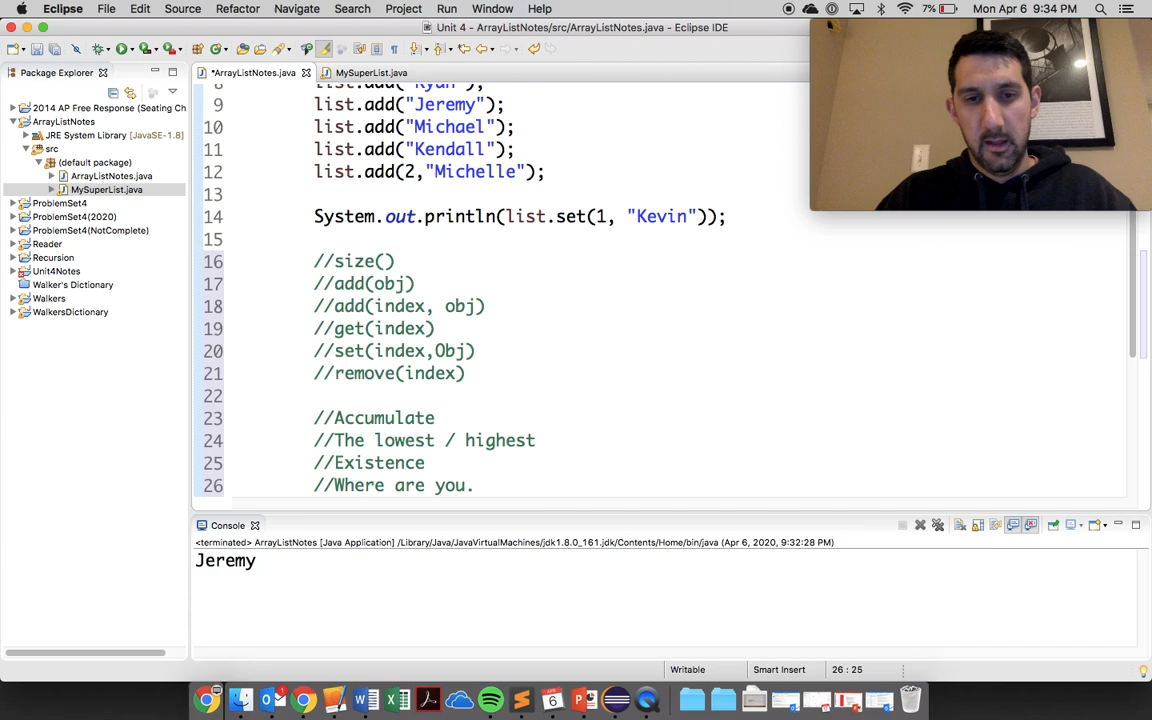 Eclipse File Edit Source Refactor Navigate Search Project Run Window Help 7% Mon Apr 6 9:34 PM
Unit 4 - ArrayListNotes/src/ArrayListNotes.java - Eclipse IDE
Package Explorer
*ArrayListNotes.java MySuperList.java
2014 AP Free Response (Seating Ch
ArrayListNotes
JRE System Library [JavaSE-1.8]
src
(default package)
ArrayListNotes.java
MySuperList.java
ProblemSet4
ProblemSet4(2020)
ProblemSet4(NotComplete)
Reader
Recursion
Unit4Notes
Walker's Dictionary
Walkers
WalkersDictionary
8 list.add("Ryan");
9 list.add("Jeremy");
10 list.add("Michael");
11 list.add("Kendall");
12 list.add(2,"Michelle");
13
14 System.out.println(list.set(1, "Kevin"));
15
16 //size()
17 //add(obj)
18 //add(index, obj)
19 //get(index)
20 //set(index,Obj)
21 //remove(index)
22
23 //Accumulate
24 //The lowest / highest
25 //Existence
26 //Where are you.
Console
<terminated> ArrayListNotes [Java Application] /Library/Java/JavaVirtualMachines/jdk1.8.0_161.jdk/Contents/Home/bin/java (Apr 6, 2020, 9:32:28 PM)
Jeremy
Writable Smart Insert 26 : 25